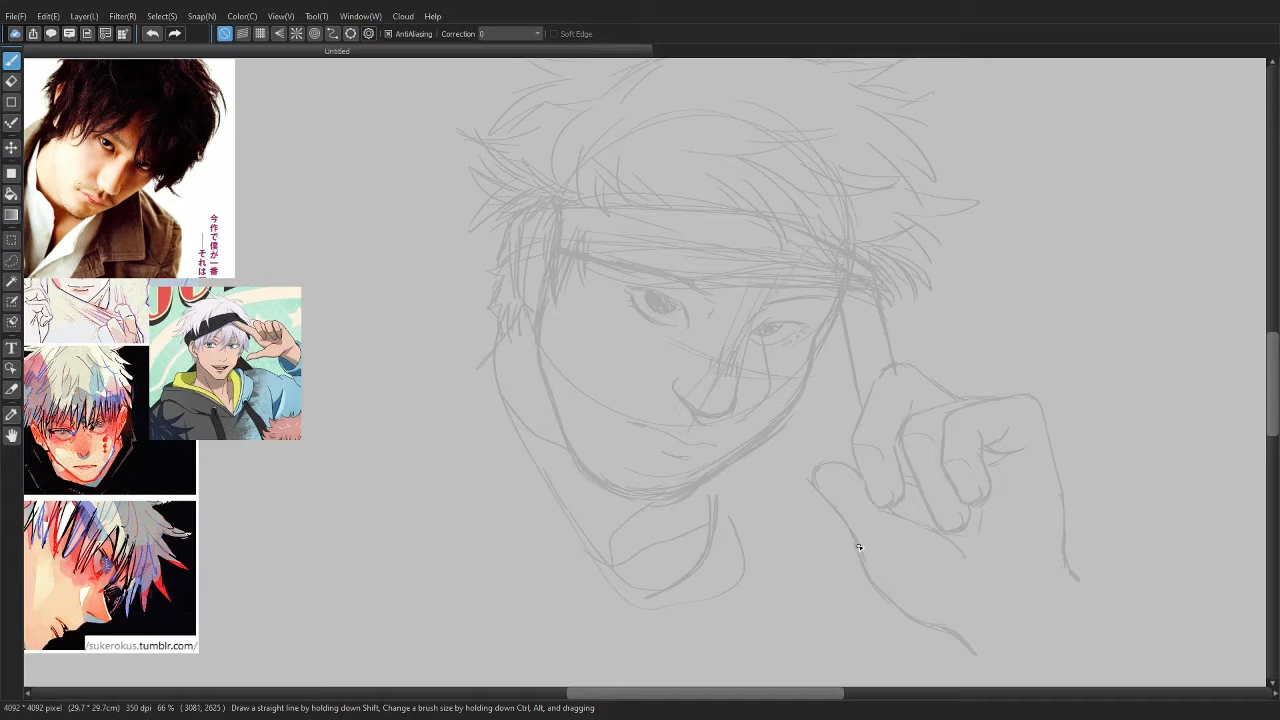 File(F) Edit(E) Layer(L) Filter(R) Select(S) Snap(N) Color(C) View(V) Tool(T) Window(W) Cloud Help
AntiAliasing Correction 0 Soft Edge
Untitled
今作で僕が一番
それは
/sukerokus.tumblr.com/
4092 * 4092 pixel (29.7 * 29.7cm) 350 dpi 66 % ( 3081, 2625 ) Draw a straight line by holding down Shift, Change a brush size by holding down Ctrl, Alt, and dragging